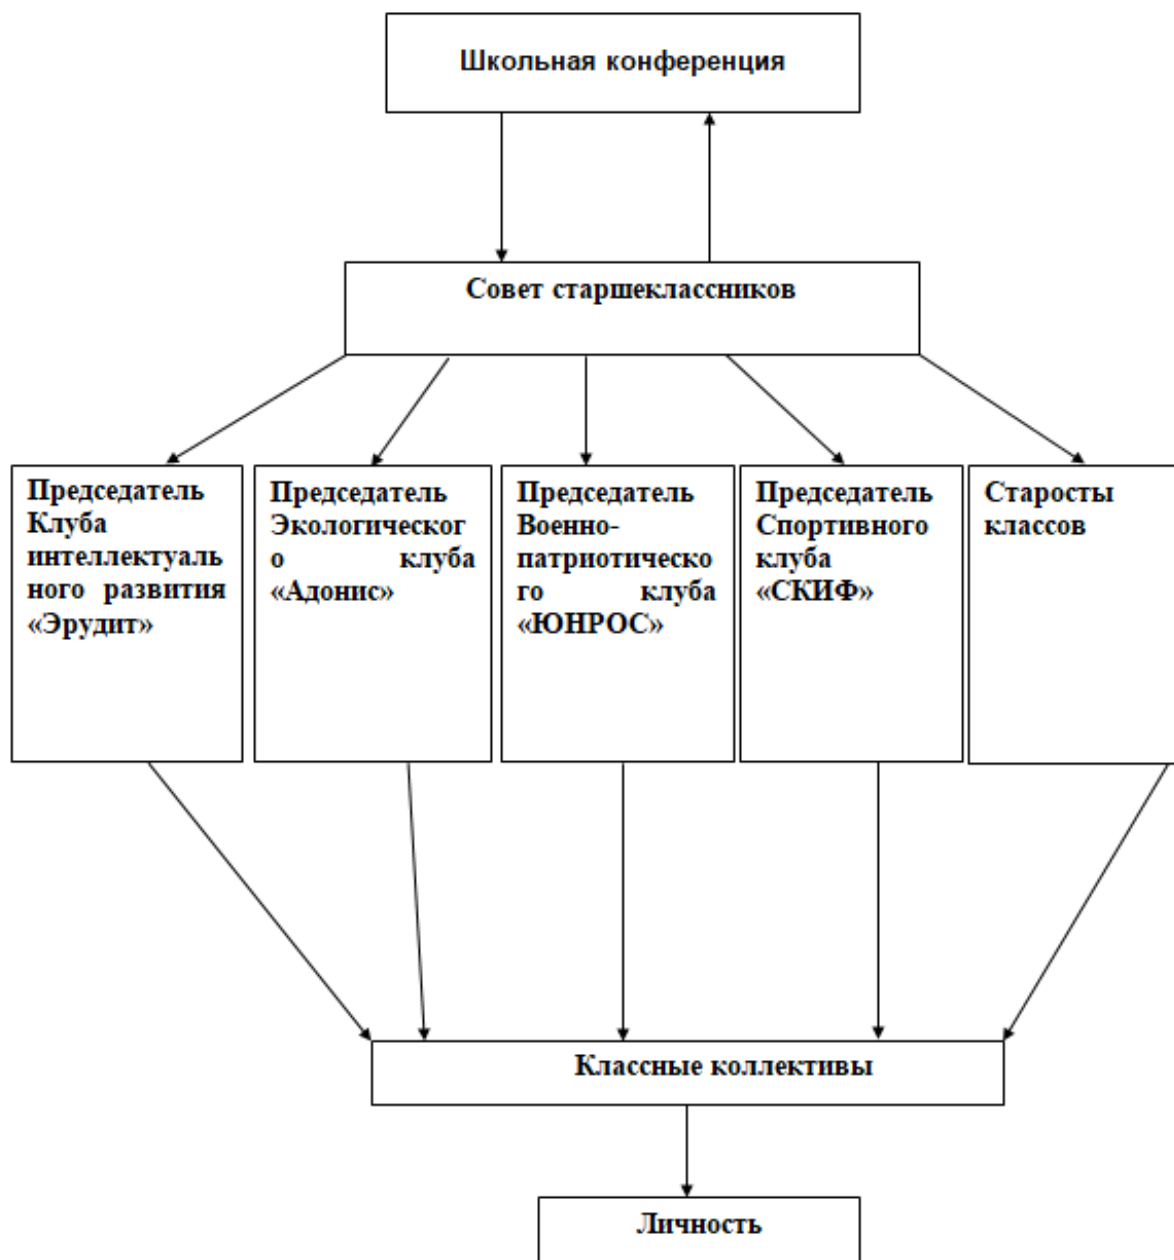 Школьная конференция
Совет старшеклассников
Председатель
Клуба
интеллектуаль
ного развития
«Эрудит»
Председатель
Экологическог
о клуба
«Адонис»
Председатель
Военно-
патриотическо
го клуба
«ЮНРОС»
Председатель
Спортивного
клуба
«СКИФ»
Старосты
классов
Классные коллективы
Личность